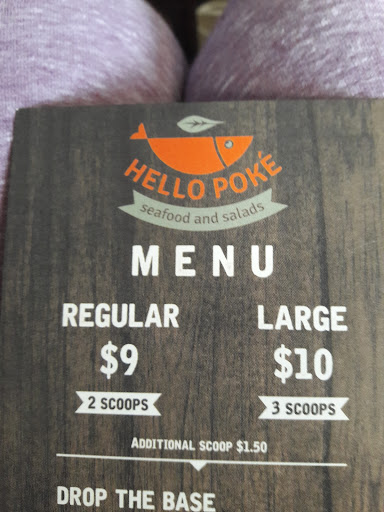 HELLO POKÉ
seafood and salads
MENU
REGULAR LARGE
$9 $10
2 SCOOPS 3 SCOOPS
ADDITIONAL SCOOP $1.50
DROP THE BASE